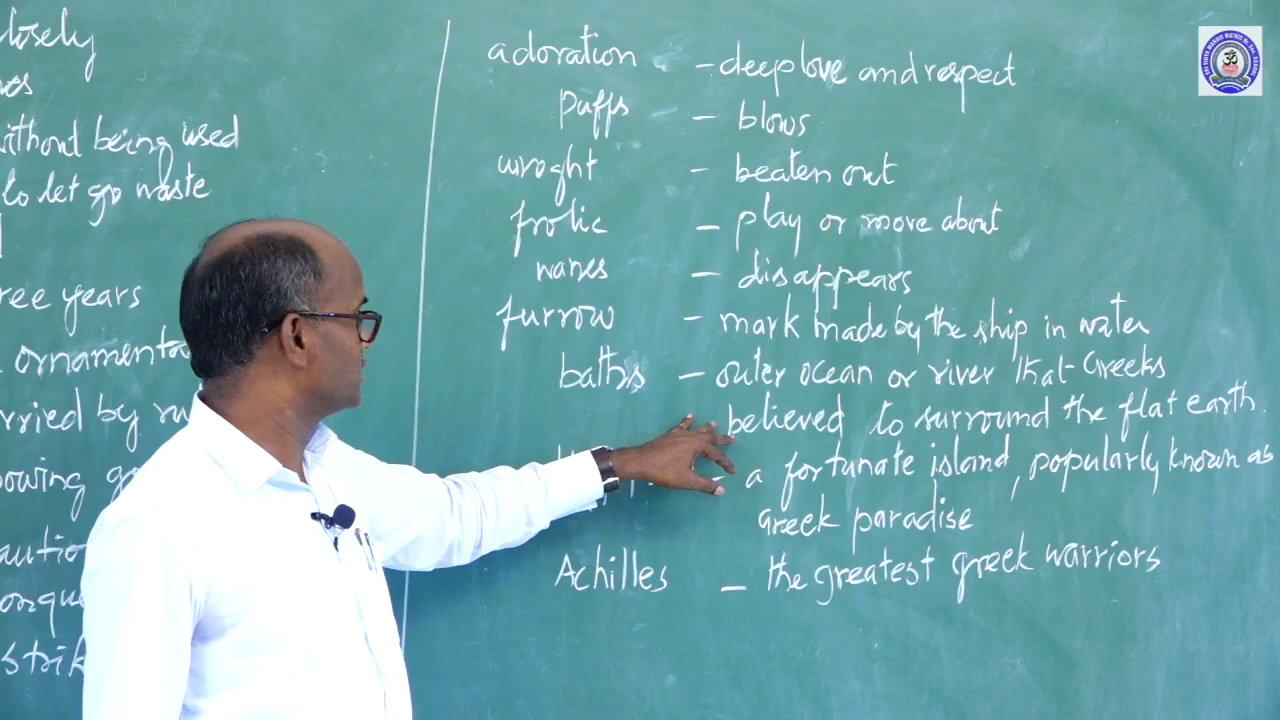 losely
without being used
to let go waste
ree years
ornamenta
rried by
owing
autio
onque
strik
adoration - deep love and respect
puffs - blows
wroght - beaten out
frolic - play or move about
wanes - disappears
furrow - mark made by the ship in water
baths - outer ocean or river that Greeks
believed to surround the flat earth.
- a fortunate island, popularly known as
Greek paradise
Achilles - the greatest greek warriors